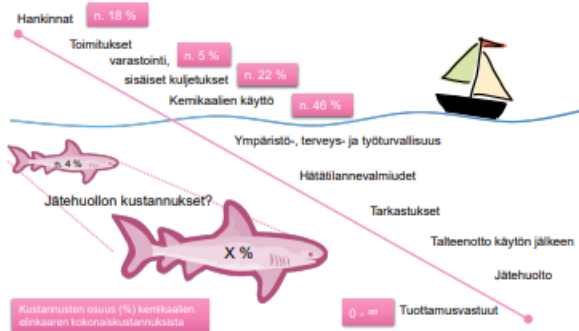 Hankinnat
n. 18 %
Toimitukset
varastointi,
n. 5 %
sisäiset kuljetukset
n. 22 %
Kemikaalien käyttö
n. 46 %
Ympäristö-, terveys- ja työturvallisuus
n. 4 %
Hätätilannevalmiudet
Jätehuollon kustannukset?
Tarkastukset
X %
Talteenotto käytön jälkeen
Jätehuolto
Kustannusten osuus (%) kemikaalien
elinkaaren kokonaiskustannuksista
0 - ∞
Tuottamusvastuut